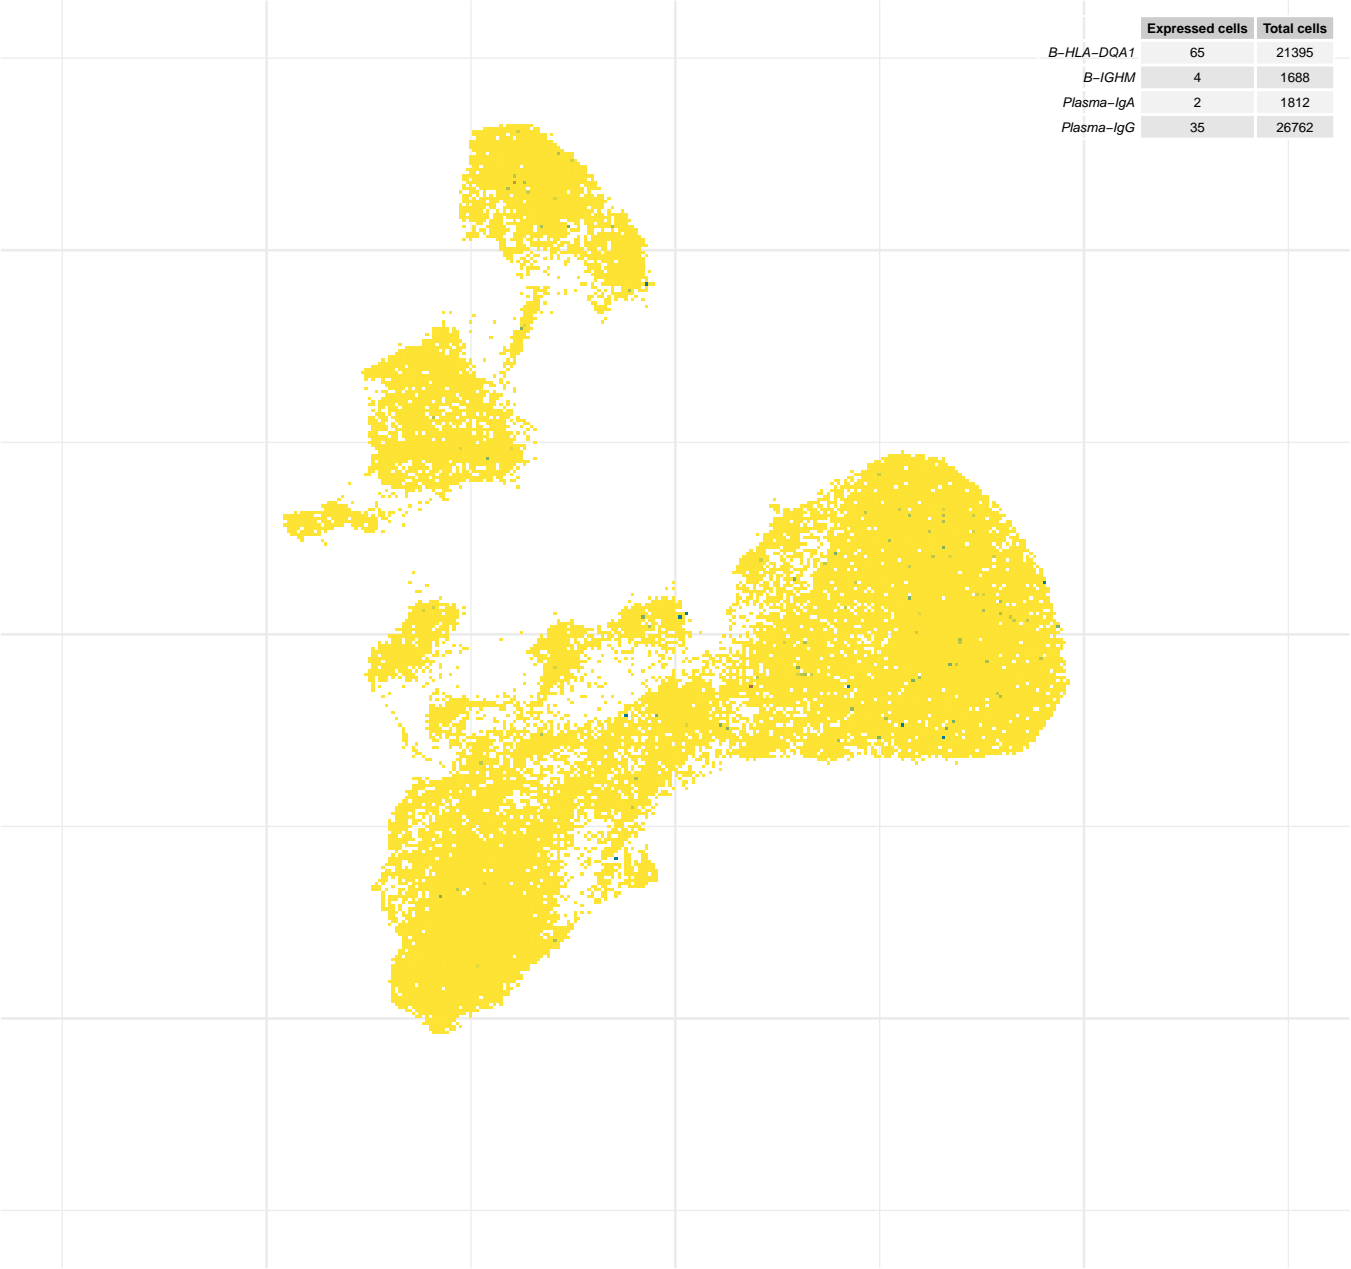 Expressed cells Total cells
B−HLA−DQA1 65 21395
B−IGHM 4 1688
Plasma−IgA 2 1812
Plasma−IgG 35 26762